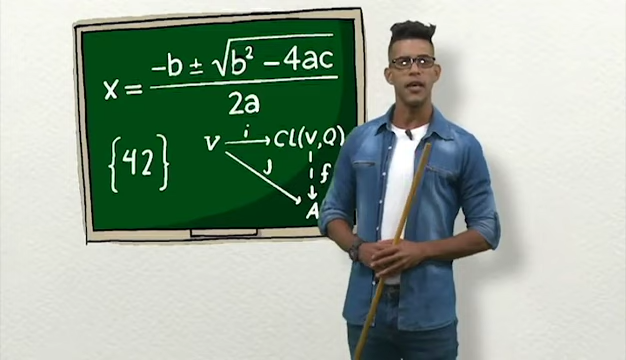 x = (-b ± √(b² - 4ac)) / 2a
{42}
V i Cl(V,Q)
j f
A